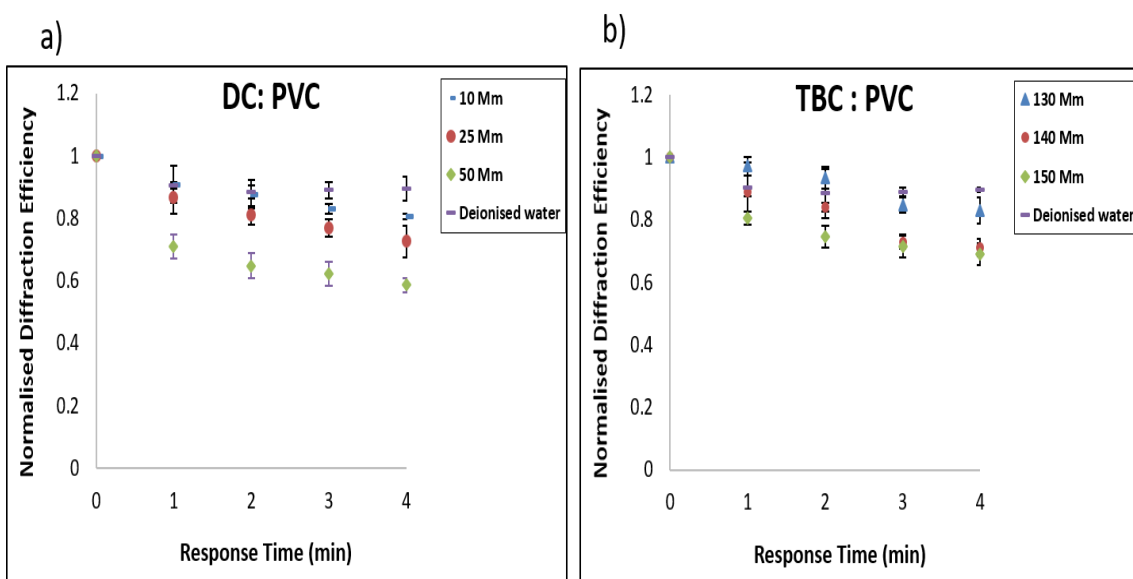 a)
DC: PVC
1.2
1
0.8
0.6
0.4
0.2
0
0 1 2 3 4
Normalised Diffraction Efficiency
Response Time (min)
10 Mm
25 Mm
50 Mm
Deionised water
b)
TBC : PVC
1.2
1
0.8
0.6
0.4
0.2
0
0 1 2 3 4
Normalised Diffraction Efficiency
Response Time (min)
130 Mm
140 Mm
150 Mm
Deionised water